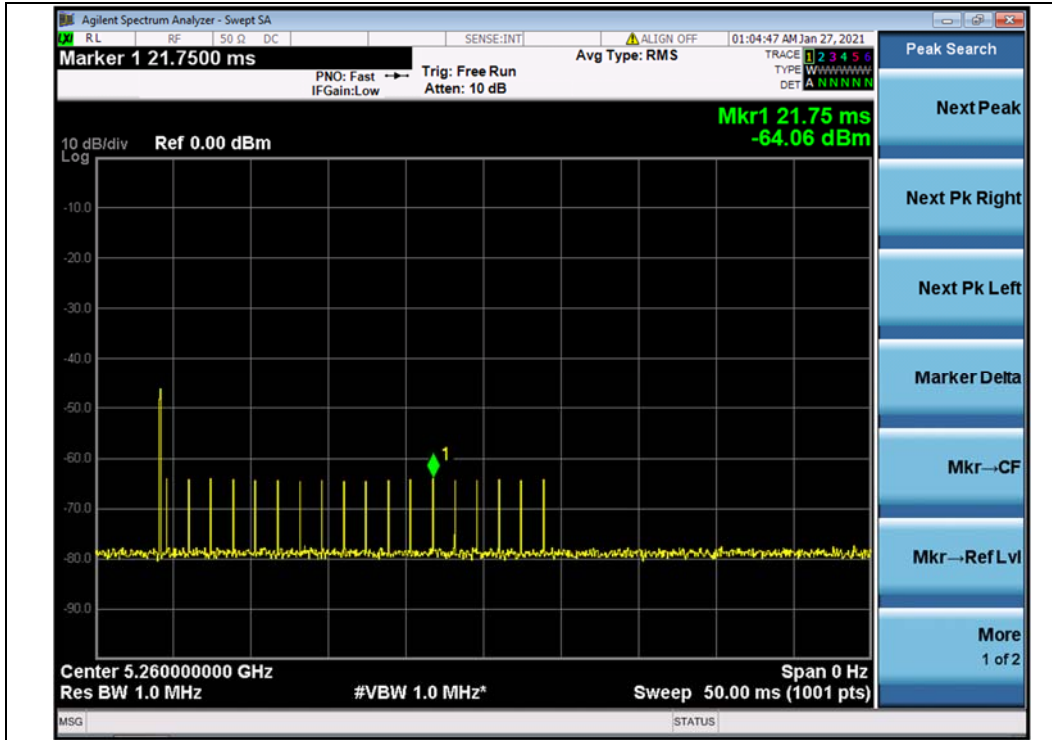 Agilent Spectrum Analyzer - Swept SA
LXI RL RF 50 Ω DC SENSE:INT ALIGN OFF 01:04:47 AM Jan 27, 2021
Marker 1 21.7500 ms
Avg Type: RMS
TRACE 1 2 3 4 5 6
PNO: Fast
Trig: Free Run
TYPE WWWWWW
IFGain:Low
Atten: 10 dB
DET A N N N N N
Peak Search
Mkr1 21.75 ms
-64.06 dBm
10 dB/div Ref 0.00 dBm
Log
-10.0
-20.0
-30.0
-40.0
-50.0
-60.0
-70.0
-80.0
-90.0
1
Center 5.260000000 GHz Span 0 Hz
Res BW 1.0 MHz #VBW 1.0 MHz* Sweep 50.00 ms (1001 pts)
MSG STATUS
Next Peak
Next Pk Right
Next Pk Left
Marker Delta
Mkr→CF
Mkr→Ref Lvl
More
1 of 2